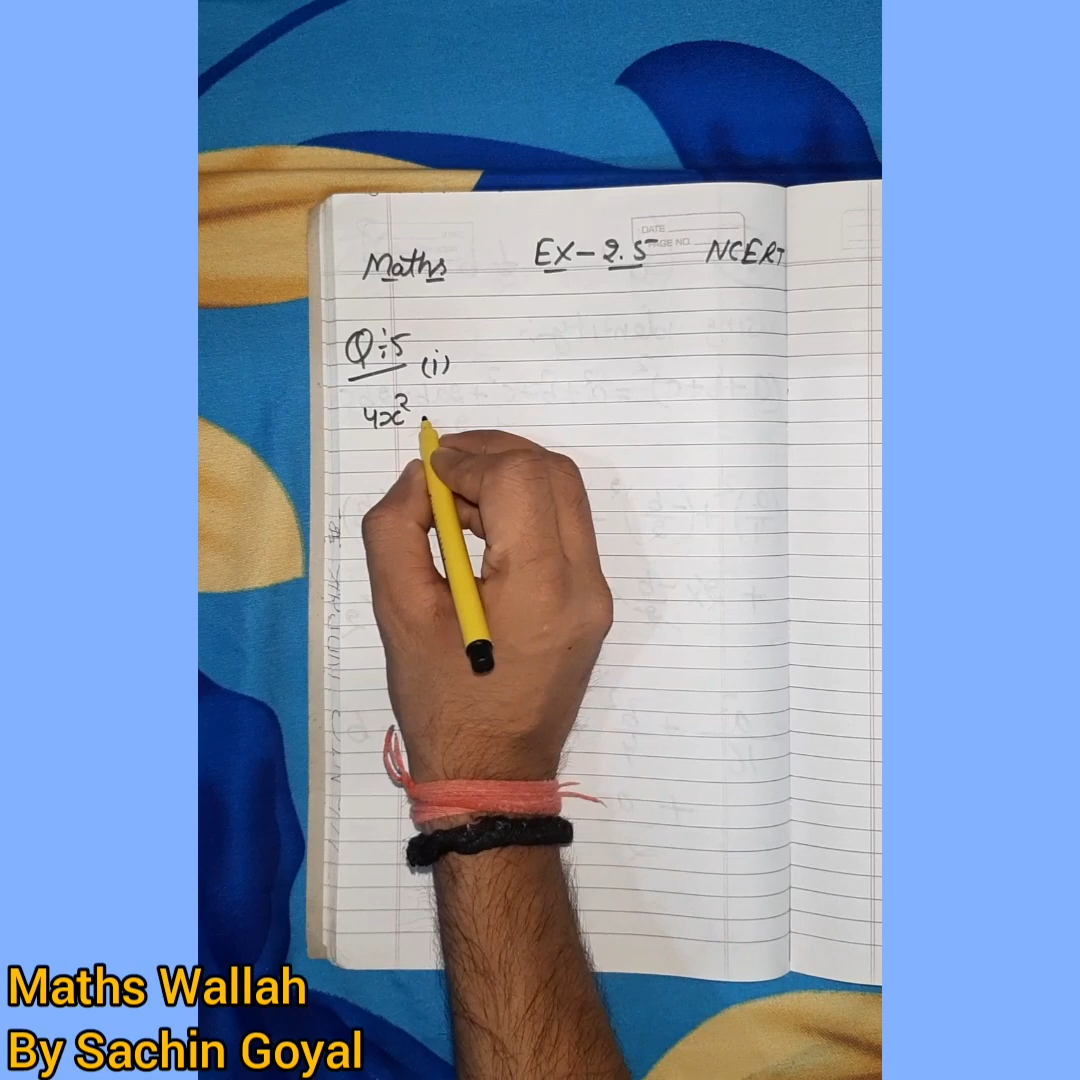 DATE
PAGE NO.
Maths Ex-2.5 NCERT
Q:5 (i)
4x²
Maths Wallah
By Sachin Goyal